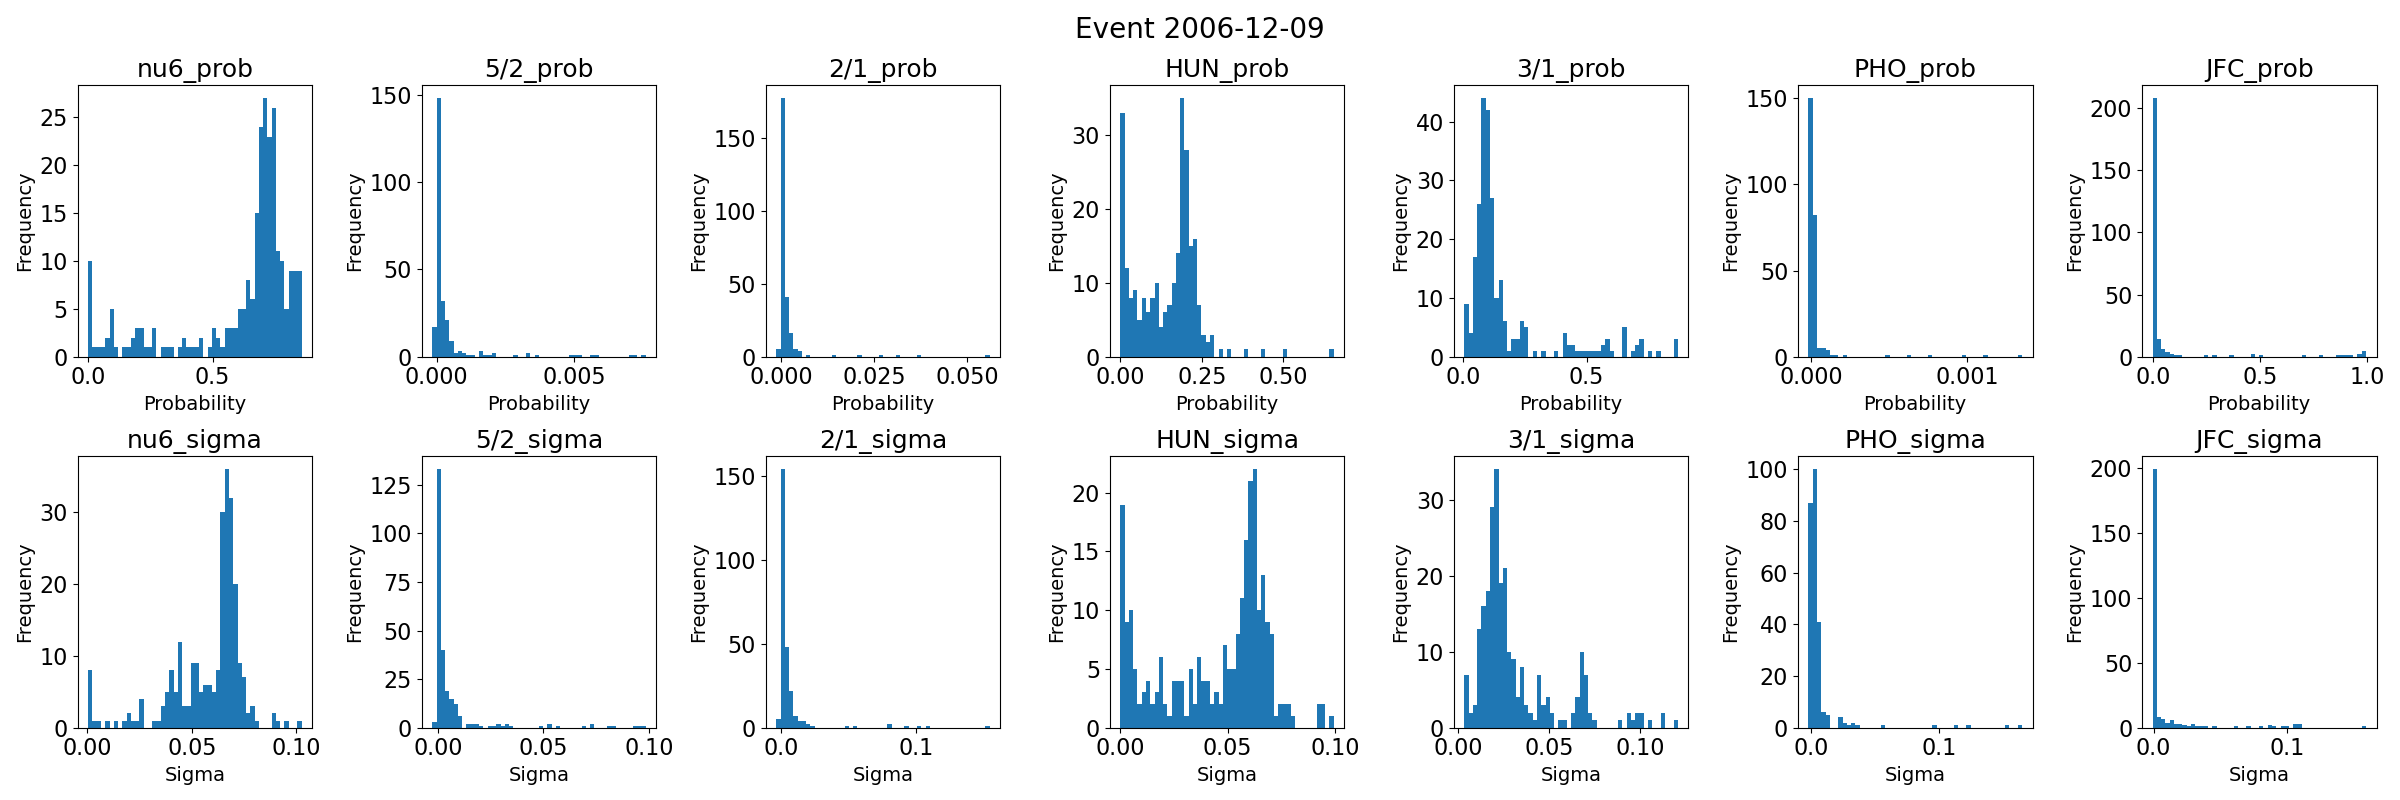 Event 2006-12-09
nu6_prob
Frequency
25
20
15
10
5
0
0.0 0.5
Probability
5/2_prob
Frequency
150
100
50
0
0.000 0.005
Probability
2/1_prob
Frequency
150
100
50
0
0.000 0.025 0.050
Probability
HUN_prob
Frequency
30
20
10
0
0.00 0.25 0.50
Probability
3/1_prob
Frequency
40
30
20
10
0
0.0 0.5
Probability
PHO_prob
Frequency
150
100
50
0
0.000 0.001
Probability
JFC_prob
Frequency
200
150
100
50
0
0.0 0.5 1.0
Probability
nu6_sigma
Frequency
30
20
10
0
0.00 0.05 0.10
Sigma
5/2_sigma
Frequency
125
100
75
50
25
0
0.00 0.05 0.10
Sigma
2/1_sigma
Frequency
150
100
50
0
0.0 0.1
Sigma
HUN_sigma
Frequency
20
15
10
5
0
0.00 0.05 0.10
Sigma
3/1_sigma
Frequency
30
20
10
0
0.00 0.05 0.10
Sigma
PHO_sigma
Frequency
100
80
60
40
20
0
0.0 0.1
Sigma
JFC_sigma
Frequency
200
150
100
50
0
0.0 0.1
Sigma